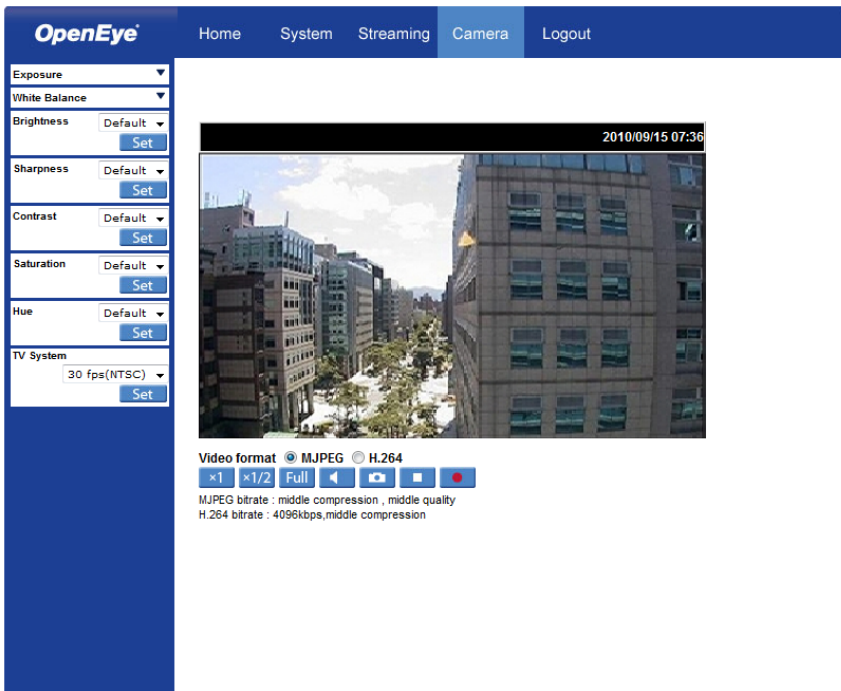 OpenEye
Home System Streaming Camera Logout
Exposure
White Balance
Brightness Default
Set
Sharpness Default
Set
Contrast Default
Set
Saturation Default
Set
Hue Default
Set
TV System
30 fps(NTSC)
Set
2010/09/15 07:36
Video format MJPEG H.264
×1 ×1/2 Full
MJPEG bitrate : middle compression , middle quality
H.264 bitrate : 4096kbps,middle compression